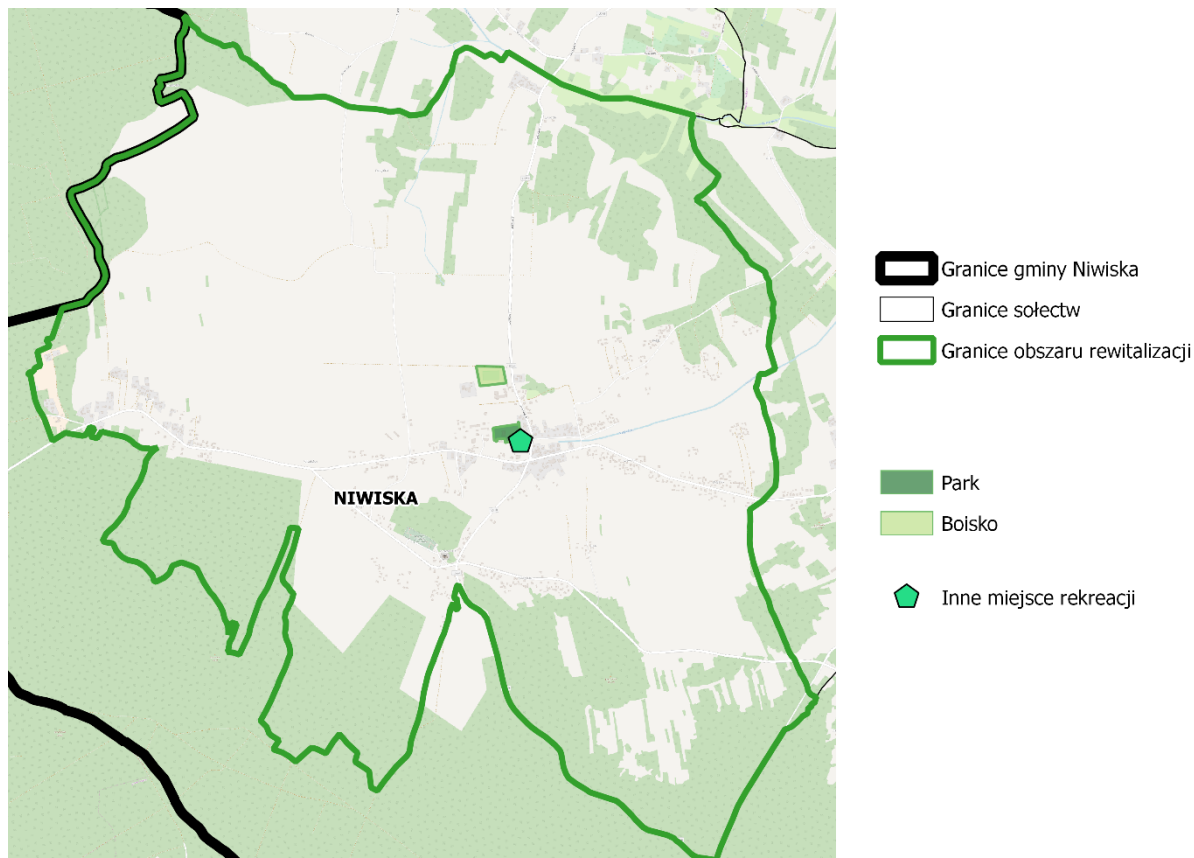 NIWISKA
Granice gminy Niwiska
Granice sołectw
Granice obszaru rewitalizacji
Park
Boisko
Inne miejsce rekreacji